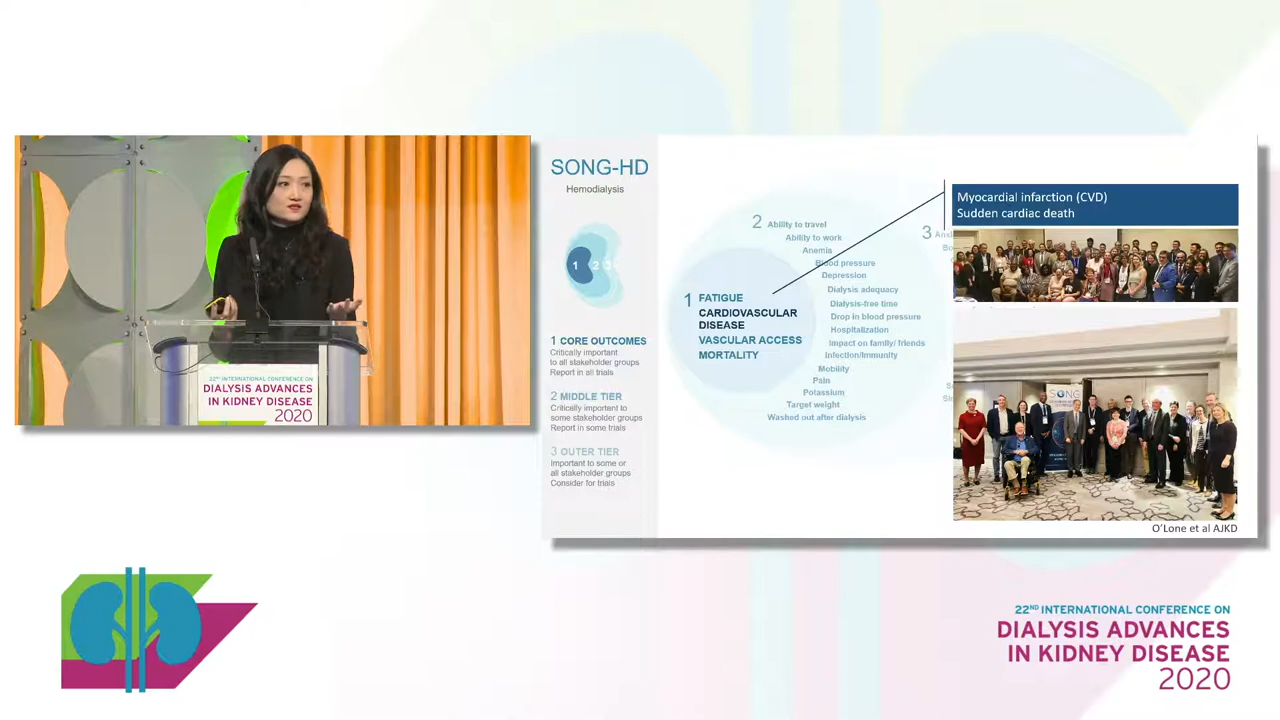 22ND INTERNATIONAL CONFERENCE ON
DIALYSIS ADVANCES
IN KIDNEY DISEASE
2020
SONG-HD
Hemodialysis
1 2 3
1 CORE OUTCOMES
Critically important
to all stakeholder groups
Report in all trials
2 MIDDLE TIER
Critically important to
some stakeholder groups
Report in some trials
3 OUTER TIER
Important to some or
all stakeholder groups
Consider for trials
1 FATIGUE
CARDIOVASCULAR
DISEASE
VASCULAR ACCESS
MORTALITY
2 Ability to travel
Ability to work
Anemia
Blood pressure
Depression
Dialysis adequacy
Dialysis-free time
Drop in blood pressure
Hospitalization
Impact on family/ friends
Infection/Immunity
Mobility
Pain
Potassium
Target weight
Washed out after dialysis
3
Myocardial infarction (CVD)
Sudden cardiac death
SONG
O'Lone et al AJKD
22ND INTERNATIONAL CONFERENCE ON
DIALYSIS ADVANCES
IN KIDNEY DISEASE
2020